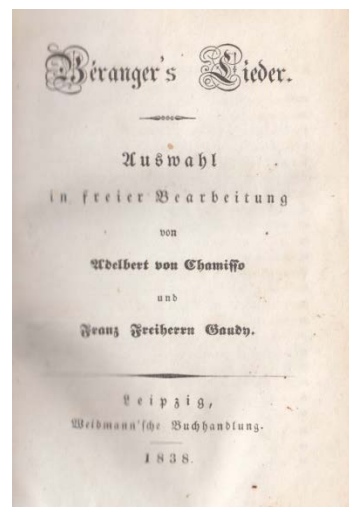 Béranger's Lieder.
Auswahl
in freier Bearbeitung
von
Adelbert von Chamisso
und
Franz Freiherrn Gaudy.
Leipzig,
Weidmann'sche Buchhandlung.
1838.